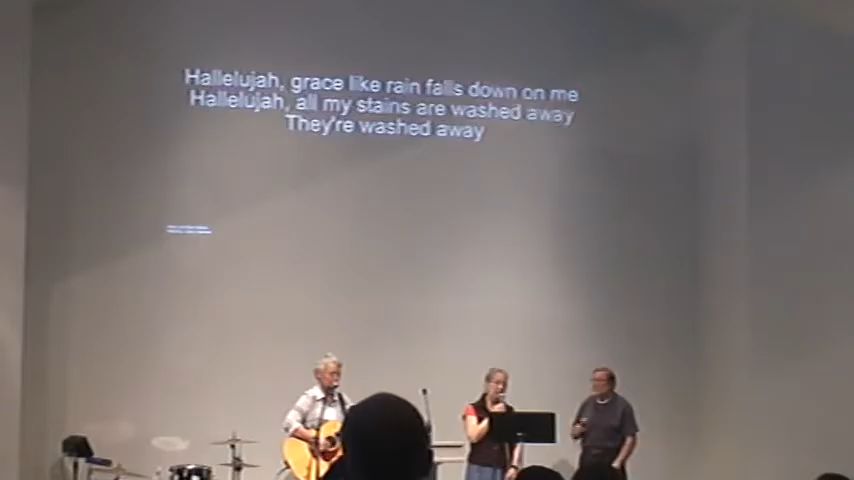 Hallelujah, grace like rain falls down on me
Hallelujah, all my stains are washed away
They're washed away